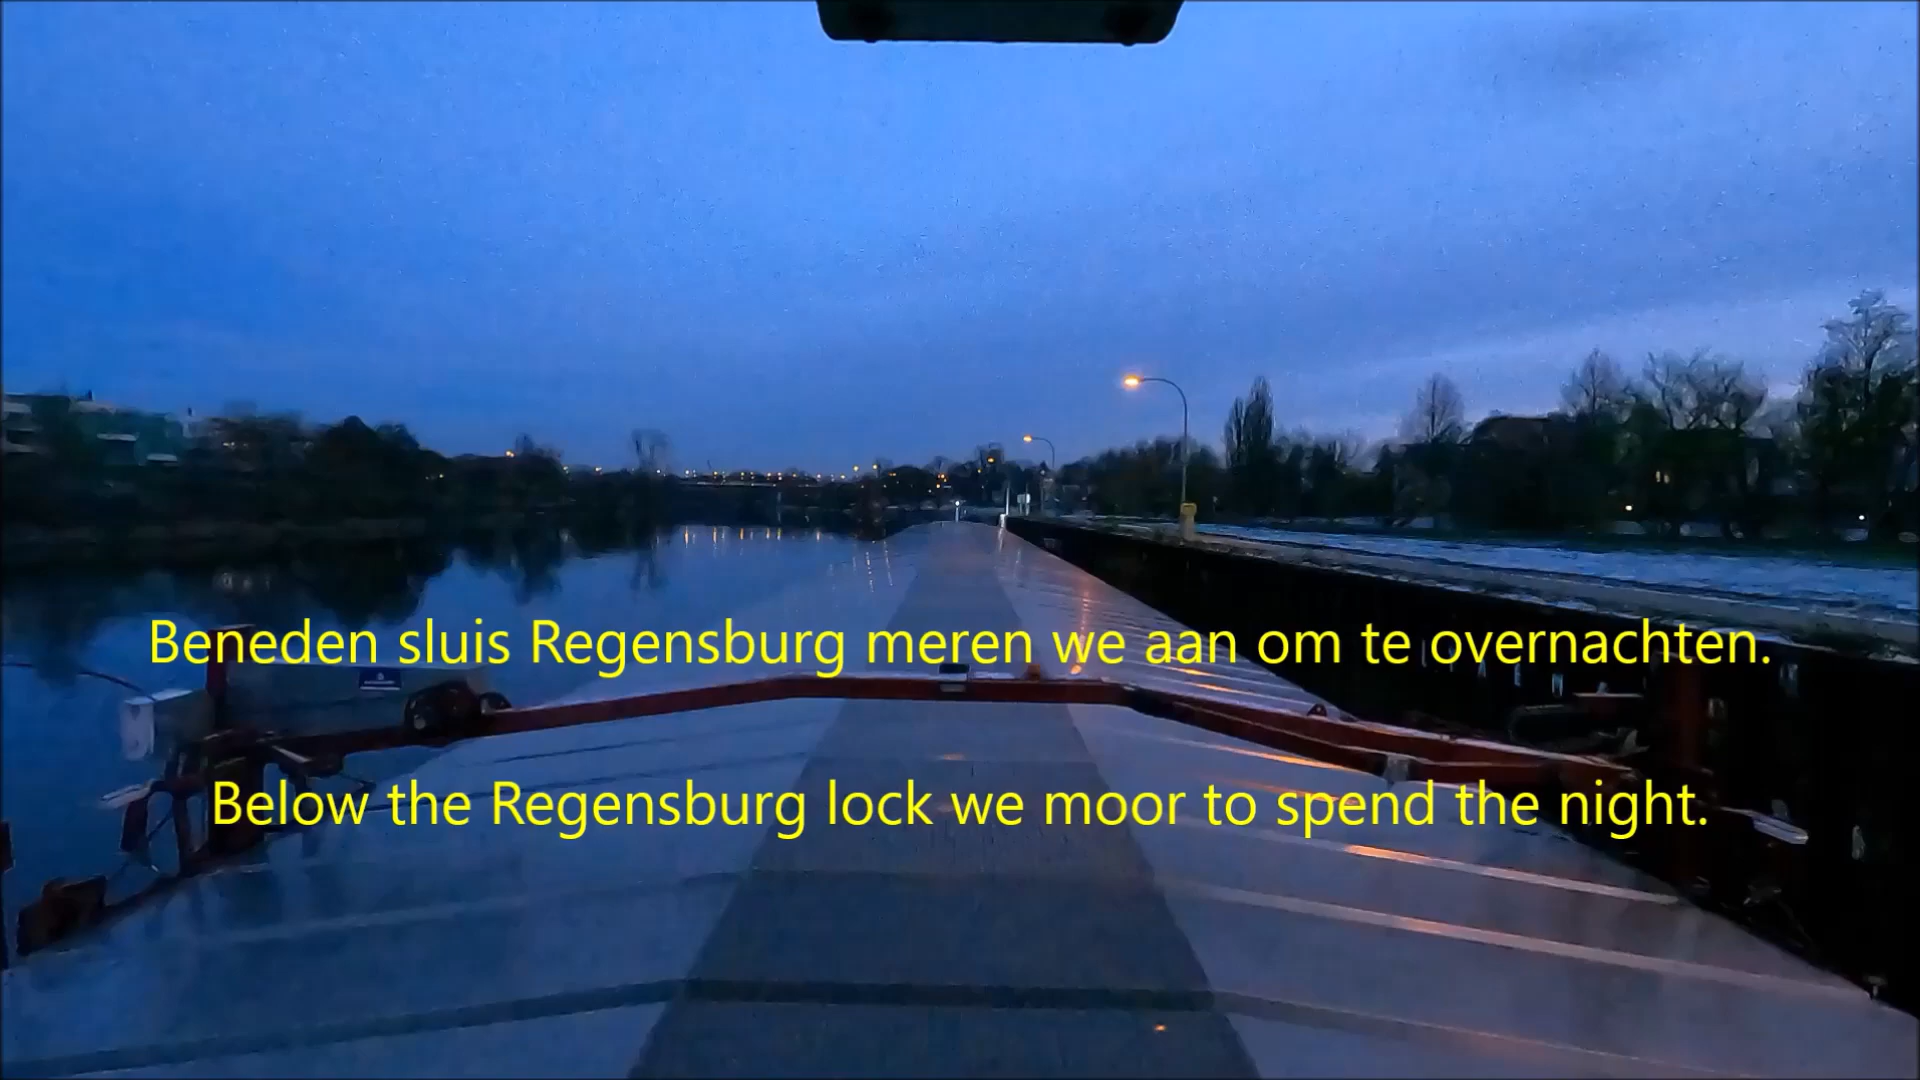 Beneden sluis Regensburg meren we aan om te overnachten.
Below the Regensburg lock we moor to spend the night.